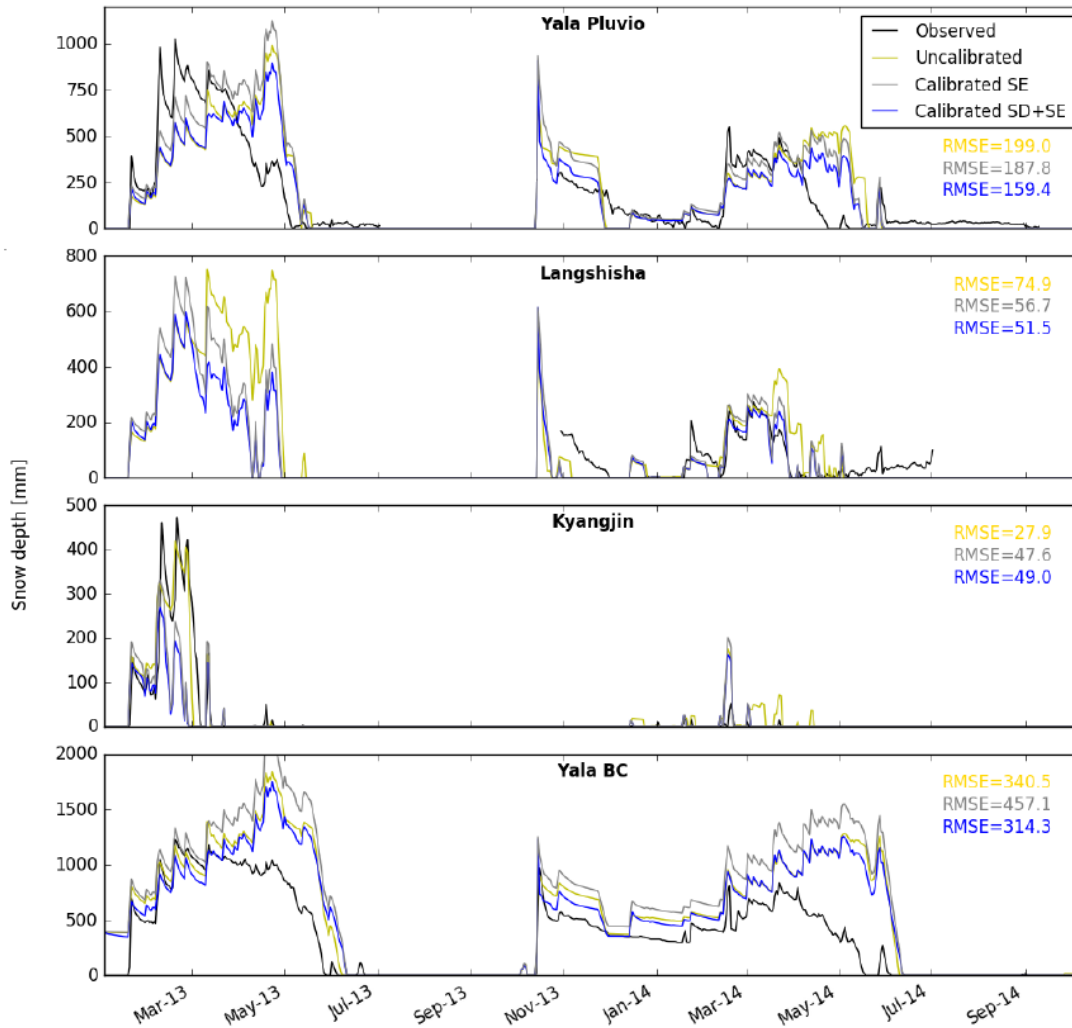 Yala Pluvio
Observed
Uncalibrated
Calibrated SE
Calibrated SD+SE
RMSE=199.0
RMSE=187.8
RMSE=159.4
1000
750
500
250
0
Langshisha
RMSE=74.9
RMSE=56.7
RMSE=51.5
800
600
400
200
0
Snow depth [mm]
Kyangjin
RMSE=27.9
RMSE=47.6
RMSE=49.0
500
400
300
200
100
0
Yala BC
RMSE=340.5
RMSE=457.1
RMSE=314.3
2000
1500
1000
500
0
Mar-13 May-13 Jul-13 Sep-13 Nov-13 Jan-14 Mar-14 May-14 Jul-14 Sep-14